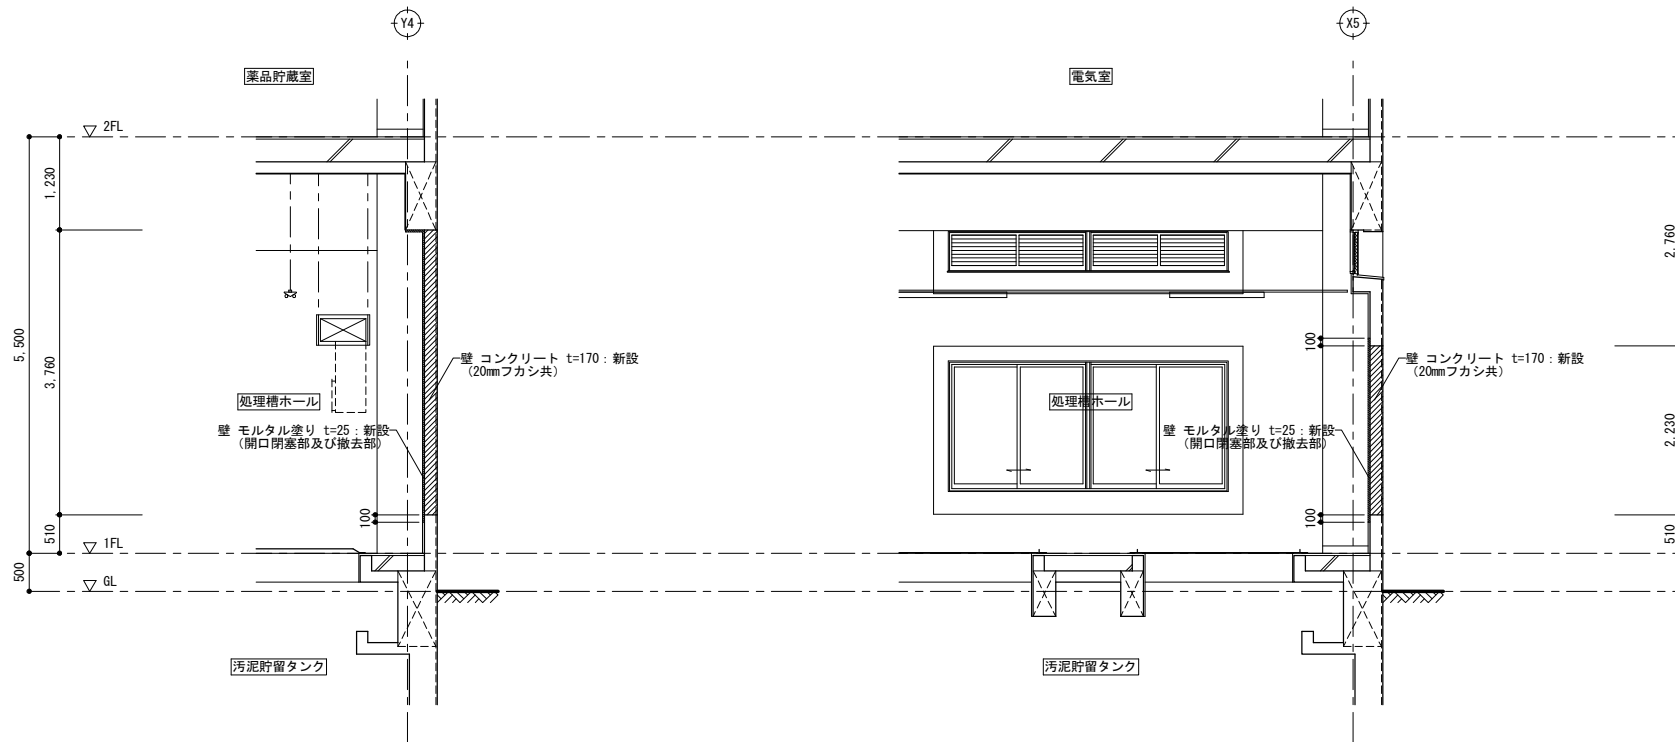 Y4
X5
薬品貯蔵室
電気室
2FL
1,230
2,760
5,500
3,760
100
壁 コンクリート t=170：新設
（20mmフカシ共）
壁 コンクリート t=170：新設
（20mmフカシ共）
処理槽ホール
処理槽ホール
壁 モルタル塗り t=25：新設
（開口閉塞部及び撤去部）
壁 モルタル塗り t=25：新設
（開口閉塞部及び撤去部）
2,230
100
100
510
510
1FL
500
GL
汚泥貯留タンク
汚泥貯留タンク